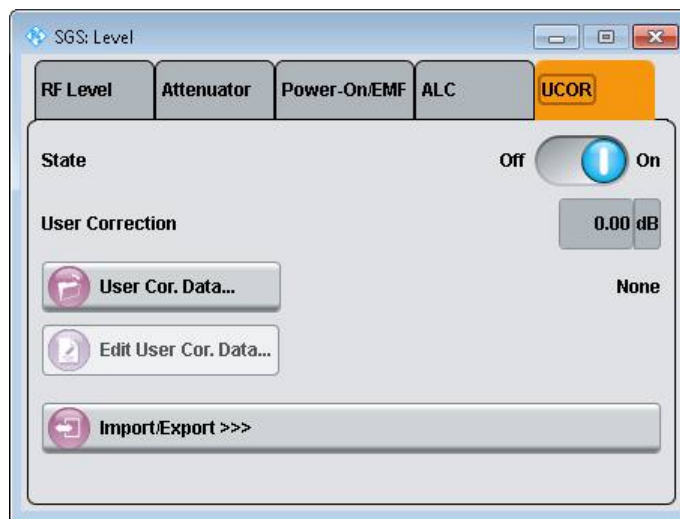 SGS: Level
RF Level Attenuator Power-On/EMF ALC UCOR
State Off On
User Correction 0.00 dB
User Cor. Data... None
Edit User Cor. Data...
Import/Export >>>